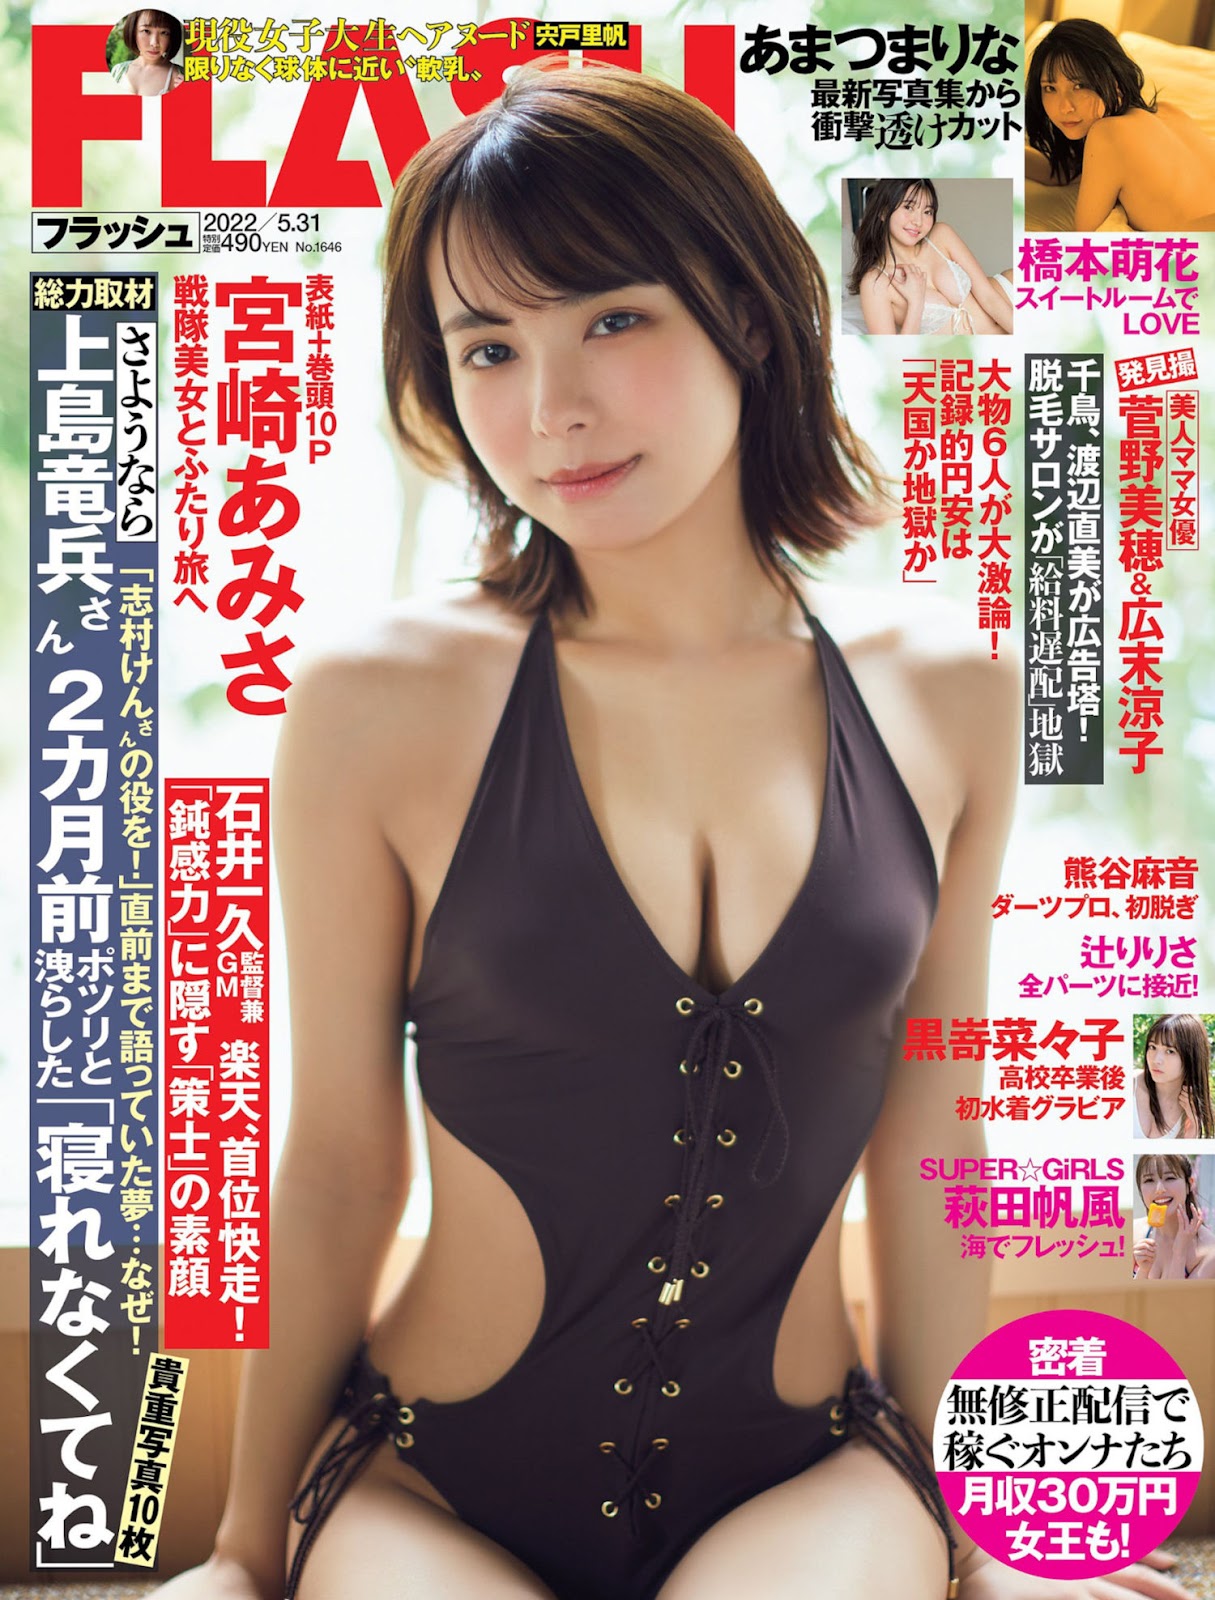 現役女子大生ヘアヌード 宍戸里帆
限りなく球体に近い“軟乳〟
FLASH
フラッシュ
2022/5.31
特別定価490YEN No.1646
あまつまりな
最新写真集から
衝撃透けカット
橋本萌花
スイートルームで
LOVE
発見撮
美人ママ女優
菅野美穂&広末涼子
千鳥、渡辺直美が広告塔!
脱毛サロンが「給料遅配」地獄
大物6人が大激論!
記録的円安は
「天国か地獄か」
表紙+巻頭10P
宮崎あみさ
戦隊美女とふたり旅へ
総力取材
さようなら
上島竜兵さん
2カ月前
ポツリと
洩らした
「寝れなくてね」
「志村けんさんの役を!」直前まで語っていた夢…なぜ!
貴重写真10枚
石井一久監督兼GM 楽天、首位快走!
「鈍感力」に隠す「策士」の素顔
熊谷麻音
ダーツプロ、初脱ぎ
辻りりさ
全パーツに接近!
黒嵜菜々子
高校卒業後
初水着グラビア
SUPER☆GiRLS
萩田帆風
海でフレッシュ!
密着
無修正配信で
稼ぐオンナたち
月収30万円
女王も!